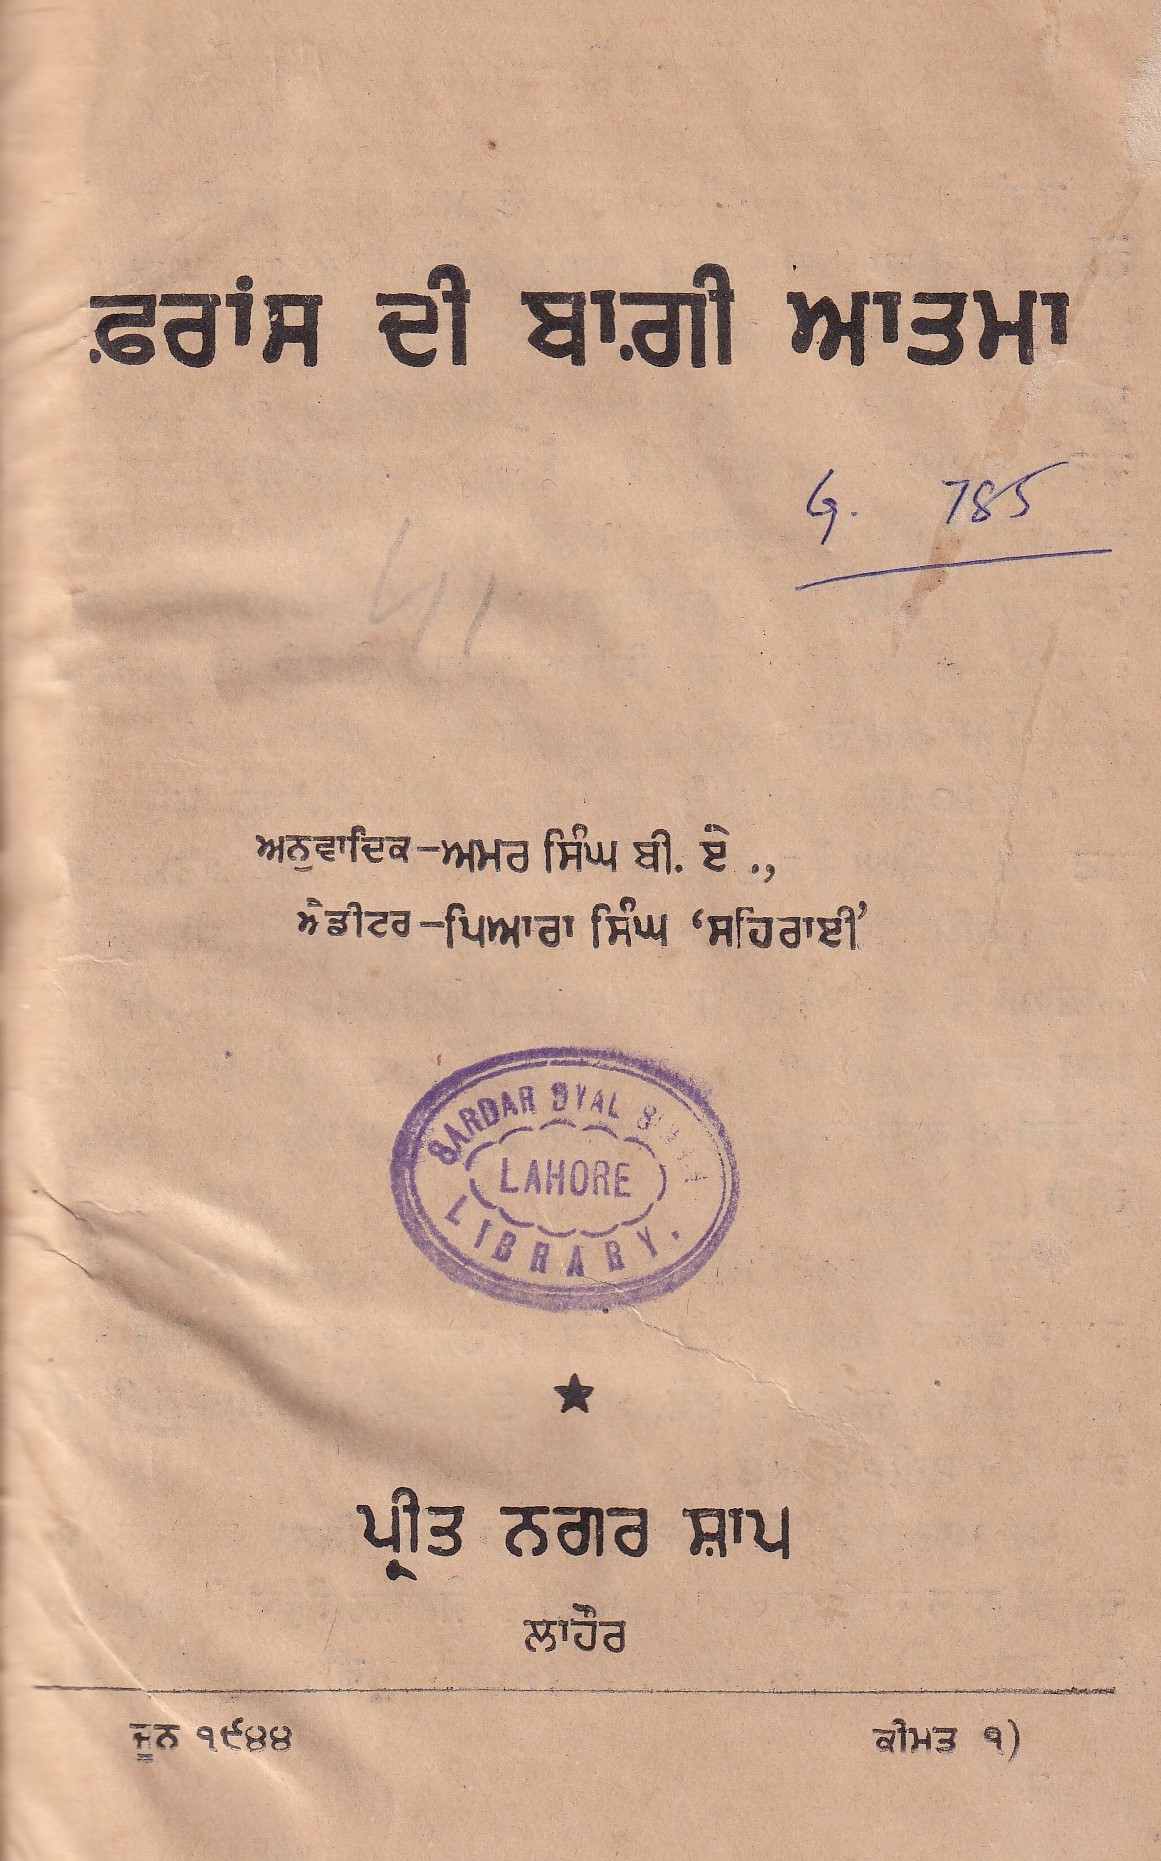 ਫ਼ਰਾਂਸ ਦੀ ਬਾਗ਼ੀ ਆਤਮਾ
G. 785
ਅਨੁਵਾਦਿਕ–ਅਮਰ ਸਿੰਘ ਬੀ. ਏ .,
ਐਡੀਟਰ–ਪਿਆਰਾ ਸਿੰਘ ‘ਸਹਿਰਾਈ’
SARDAR DYAL
LAHORE
LIBRARY.
ਪ੍ਰੀਤ ਨਗਰ ਸ਼ਾਪ
ਲਾਹੌਰ
ਜੂਨ ੧੯੪੪
ਕੀਮਤ ੧)